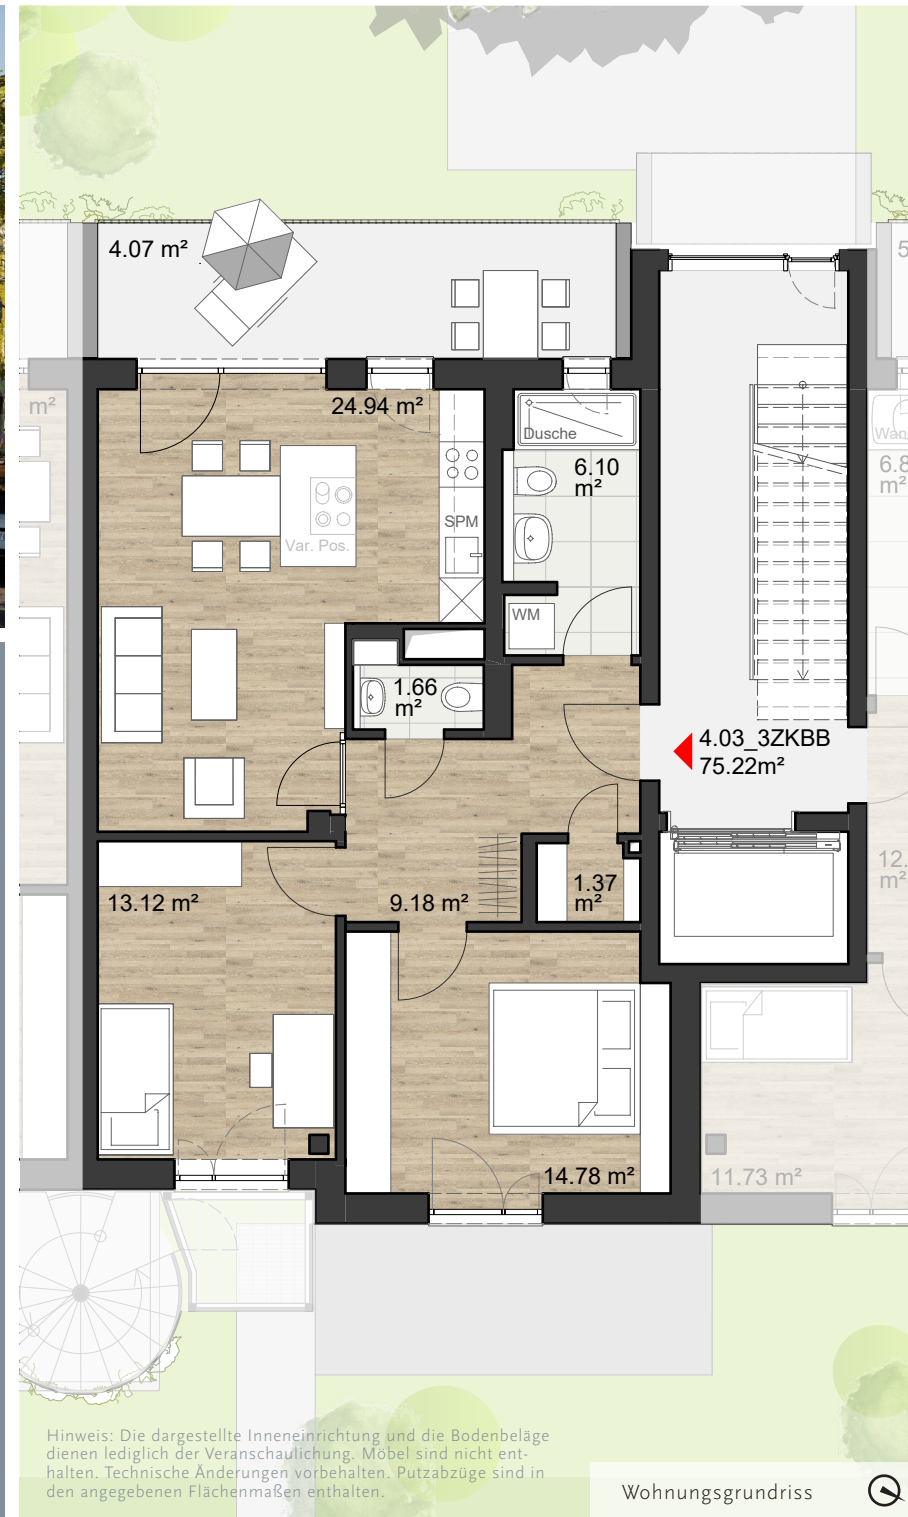 4.07 m²
5
m²
24.94 m²
Dusche
Wan
6.10
m²
6.8
m²
SPM
Var. Pos.
WM
1.66
m²
4.03_3ZKBB
75.22m²
13.12 m²
9.18 m²
1.37
m²
12.
m²
14.78 m²
11.73 m²
Hinweis: Die dargestellte Inneneinrichtung und die Bodenbeläge
dienen lediglich der Veranschaulichung. Möbel sind nicht ent-
halten. Technische Änderungen vorbehalten. Putzabzüge sind in
den angegebenen Flächenmaßen enthalten.
Wohnungsgrundriss